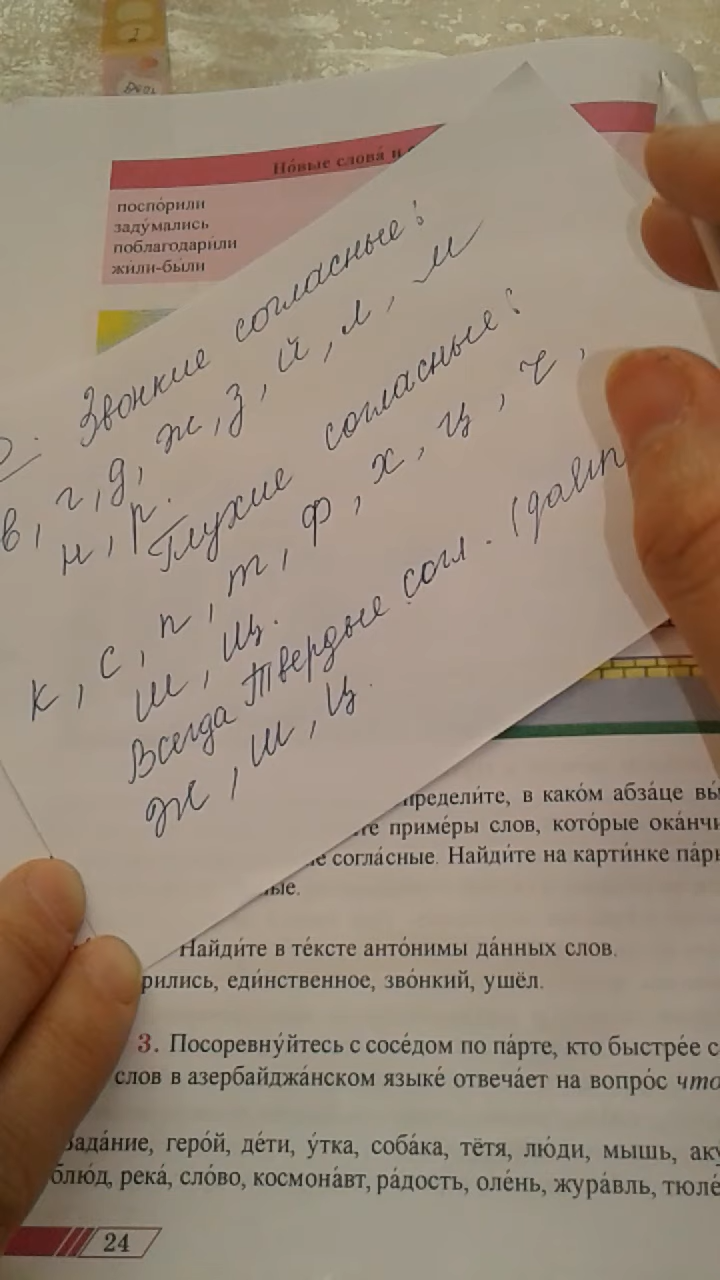 Новые слова и
поспорили
задумались
поблагодарили
жили-были
Звонкие согласные:
в, г, д, ж, з, й, л, м
н, р.
Глухие согласные:
к, с, п, т, ф, х, ц, ч,
ш, щ.
Всегда твердые согл. (
ж, ш, ц.
пределите, в каком абзаце вы
те примеры слов, которые оканчи
е согласные. Найдите на картинке пар
ые.
Найдите в тексте антонимы данных слов.
рились, единственное, звонкий, ушёл.
3. Посоревнуйтесь с соседом по парте, кто быстрее с
слов в азербайджанском языке отвечает на вопрос что
Задание, герой, дети, утка, собака, тётя, люди, мышь, аку
блюд, река, слово, космонавт, радость, олень, журавль, тюле
24